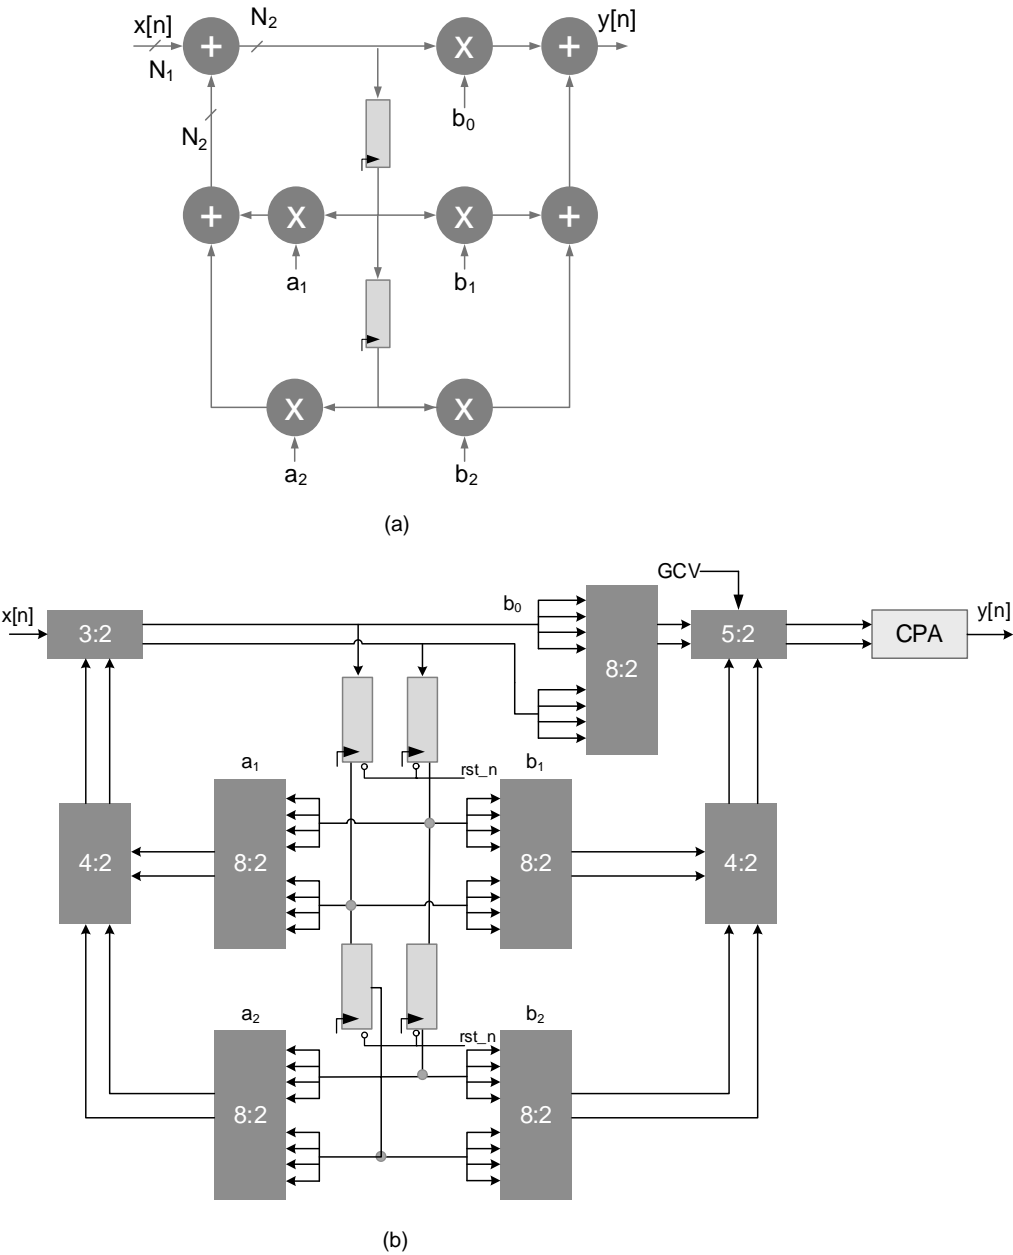 x[n] N₂ y[n]
+ X +
N₁
b₀
N₂
+ X X +
a₁ b₁
X X
a₂ b₂
(a)
GCV
x[n] b₀ y[n]
3:2 5:2 CPA
8:2
a₁ rst_n b₁
4:2 8:2 8:2 4:2
a₂ rst_n b₂
8:2 8:2
(b)